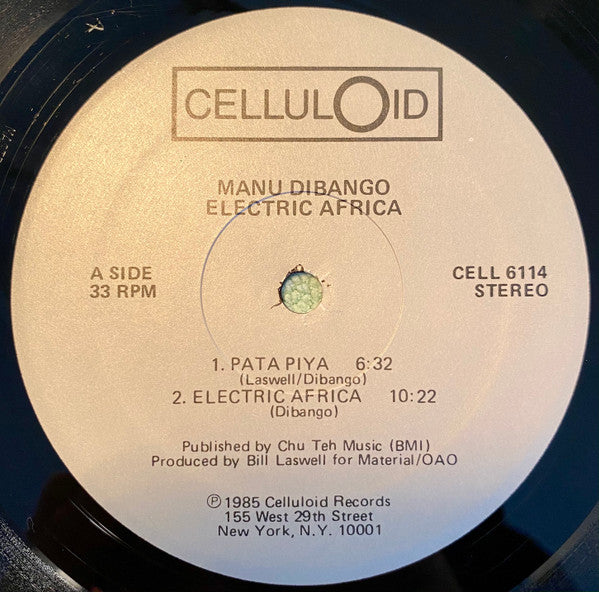 CELLULOID
MANU DIBANGO
ELECTRIC AFRICA
A SIDE
33 RPM
CELL 6114
STEREO
1. PATA PIYA 6:32
(Laswell/Dibango)
2. ELECTRIC AFRICA 10:22
(Dibango)
Published by Chu Teh Music (BMI)
Produced by Bill Laswell for Material/OAO
℗ 1985 Celluloid Records
155 West 29th Street
New York, N.Y. 10001